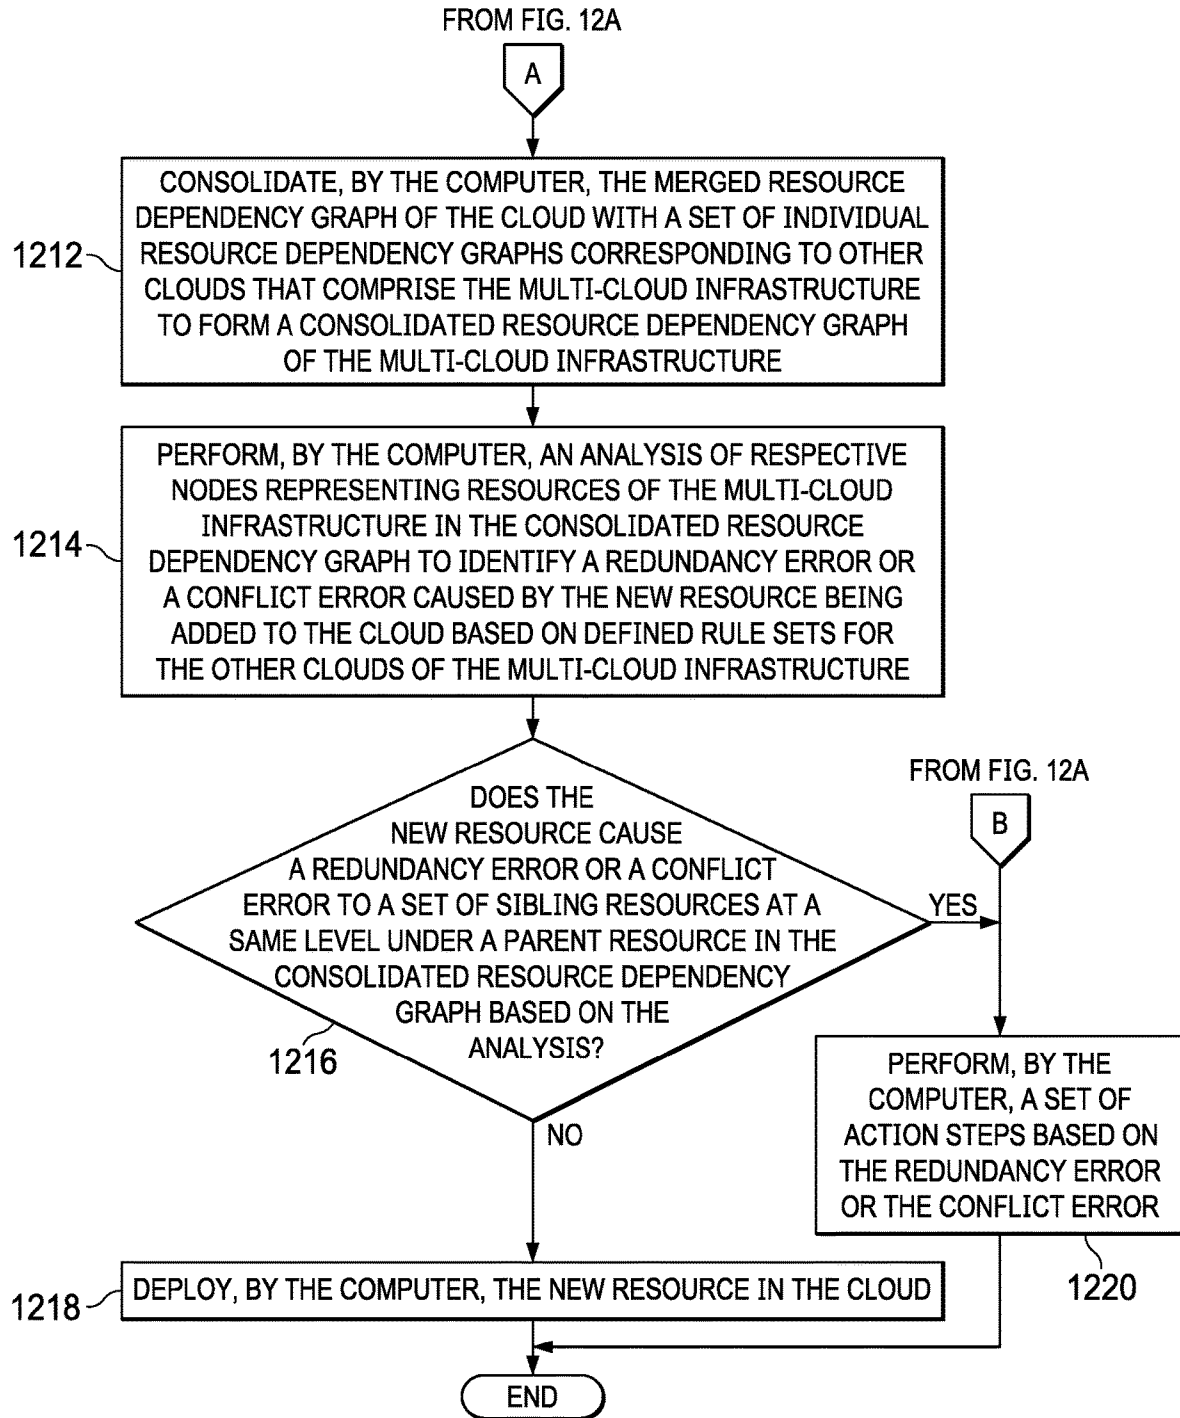 FROM FIG. 12A
A
CONSOLIDATE, BY THE COMPUTER, THE MERGED RESOURCE
DEPENDENCY GRAPH OF THE CLOUD WITH A SET OF INDIVIDUAL
RESOURCE DEPENDENCY GRAPHS CORRESPONDING TO OTHER
CLOUDS THAT COMPRISE THE MULTI-CLOUD INFRASTRUCTURE
TO FORM A CONSOLIDATED RESOURCE DEPENDENCY GRAPH
OF THE MULTI-CLOUD INFRASTRUCTURE
1212
PERFORM, BY THE COMPUTER, AN ANALYSIS OF RESPECTIVE
NODES REPRESENTING RESOURCES OF THE MULTI-CLOUD
INFRASTRUCTURE IN THE CONSOLIDATED RESOURCE
DEPENDENCY GRAPH TO IDENTIFY A REDUNDANCY ERROR OR
A CONFLICT ERROR CAUSED BY THE NEW RESOURCE BEING
ADDED TO THE CLOUD BASED ON DEFINED RULE SETS FOR
THE OTHER CLOUDS OF THE MULTI-CLOUD INFRASTRUCTURE
1214
DOES THE
NEW RESOURCE CAUSE
A REDUNDANCY ERROR OR A CONFLICT
ERROR TO A SET OF SIBLING RESOURCES AT A
SAME LEVEL UNDER A PARENT RESOURCE IN THE
CONSOLIDATED RESOURCE DEPENDENCY
GRAPH BASED ON THE
ANALYSIS?
1216
YES
NO
FROM FIG. 12A
B
PERFORM, BY THE
COMPUTER, A SET OF
ACTION STEPS BASED ON
THE REDUNDANCY ERROR
OR THE CONFLICT ERROR
1220
DEPLOY, BY THE COMPUTER, THE NEW RESOURCE IN THE CLOUD
1218
END